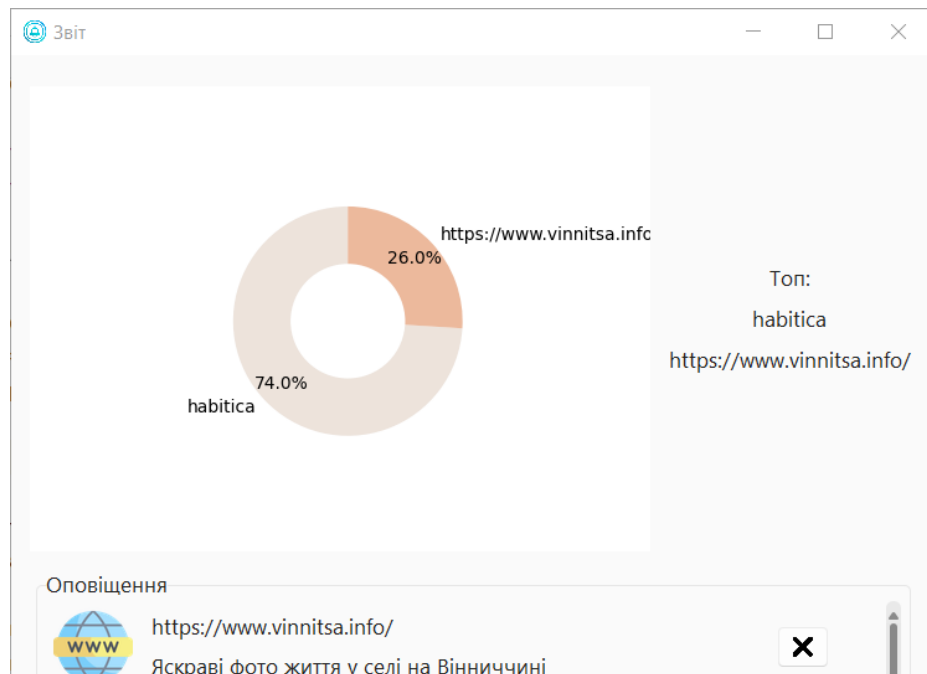 Звіт
https://www.vinnitsa.info
26.0%
74.0%
habitica
Топ:
habitica
https://www.vinnitsa.info/
Оповіщення
www
https://www.vinnitsa.info/
Яскраві фото життя у селі на Вінниччині